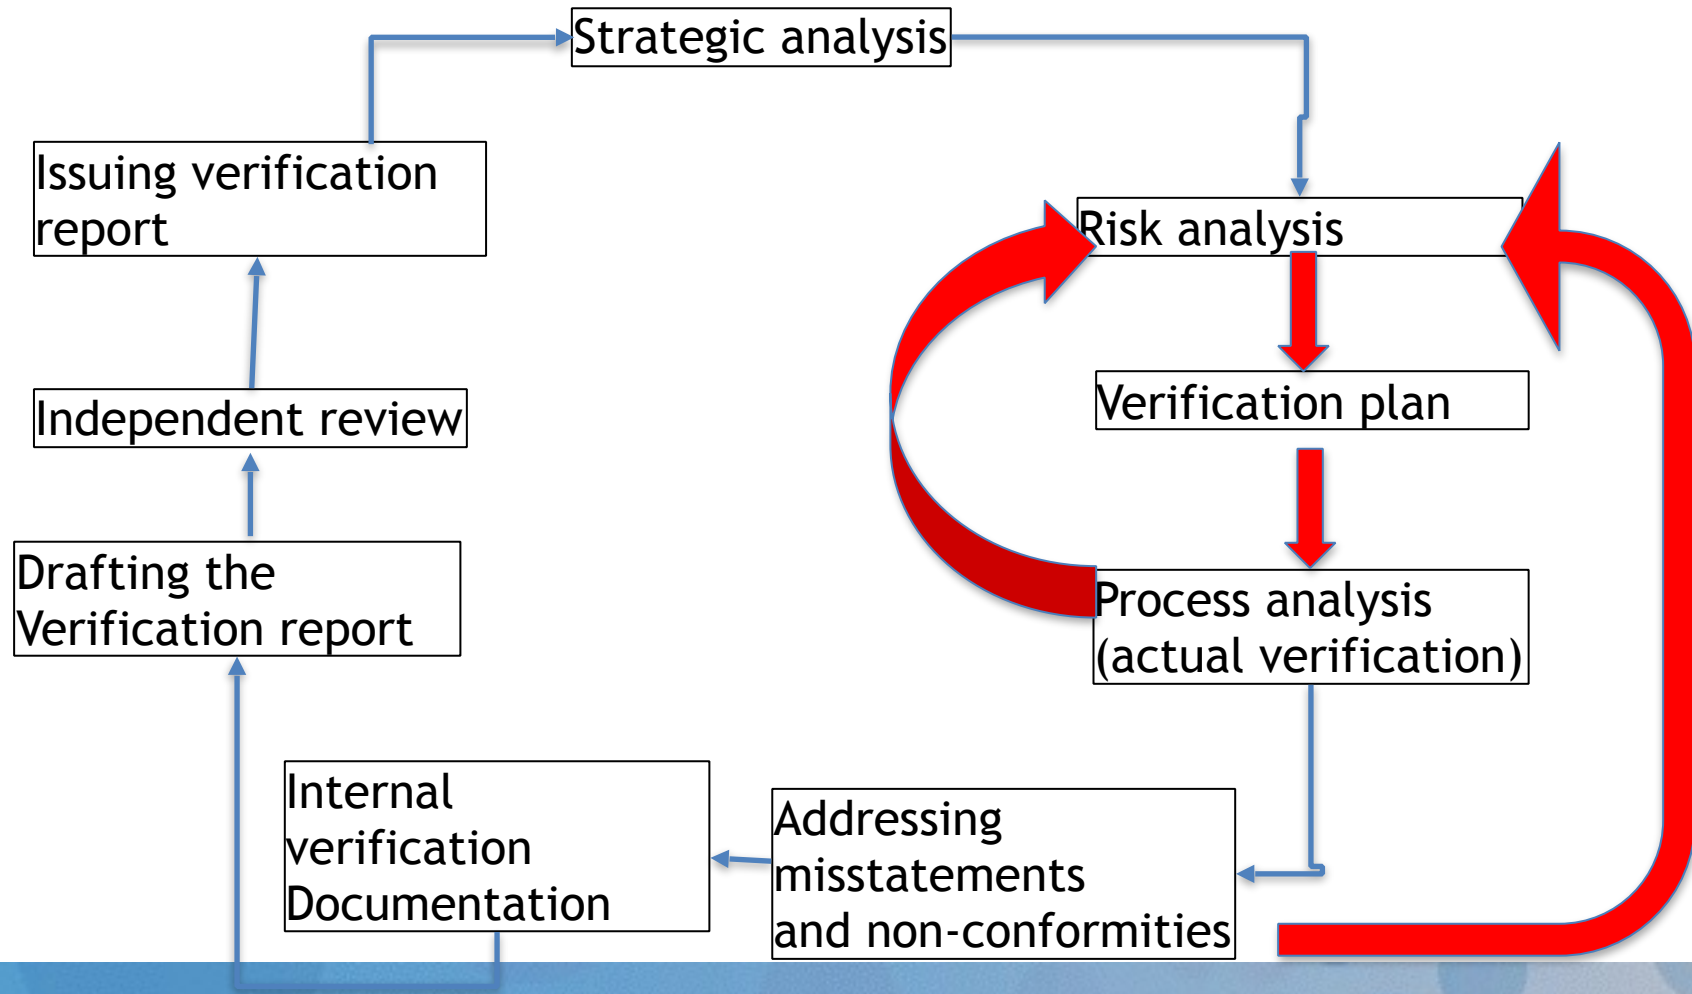 Strategic analysis
Issuing verification
report
Risk analysis
Independent review
Verification plan
Drafting the
Verification report
Process analysis
(actual verification)
Internal
verification
Documentation
Addressing
misstatements
and non-conformities